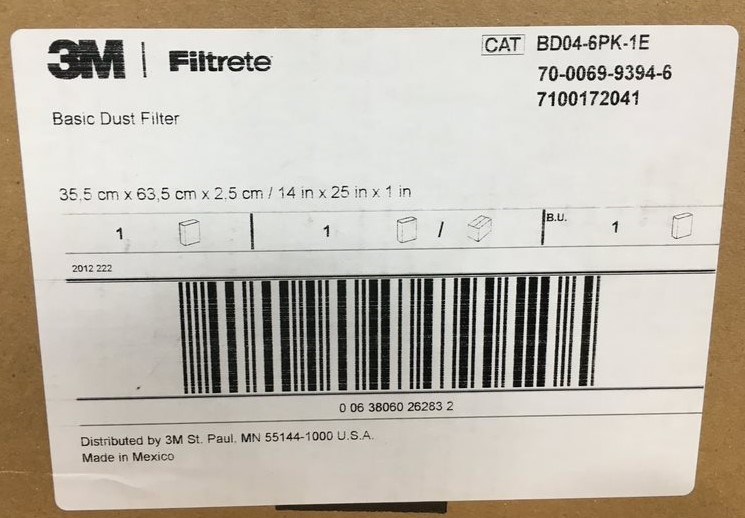 3M | Filtrete
CAT BD04-6PK-1E
70-0069-9394-6
7100172041
Basic Dust Filter
35,5 cm x 63,5 cm x 2,5 cm / 14 in x 25 in x 1 in
1 1 / B.U. 1
2012 222
0 06 38060 26283 2
Distributed by 3M St. Paul, MN 55144-1000 U.S.A.
Made in Mexico